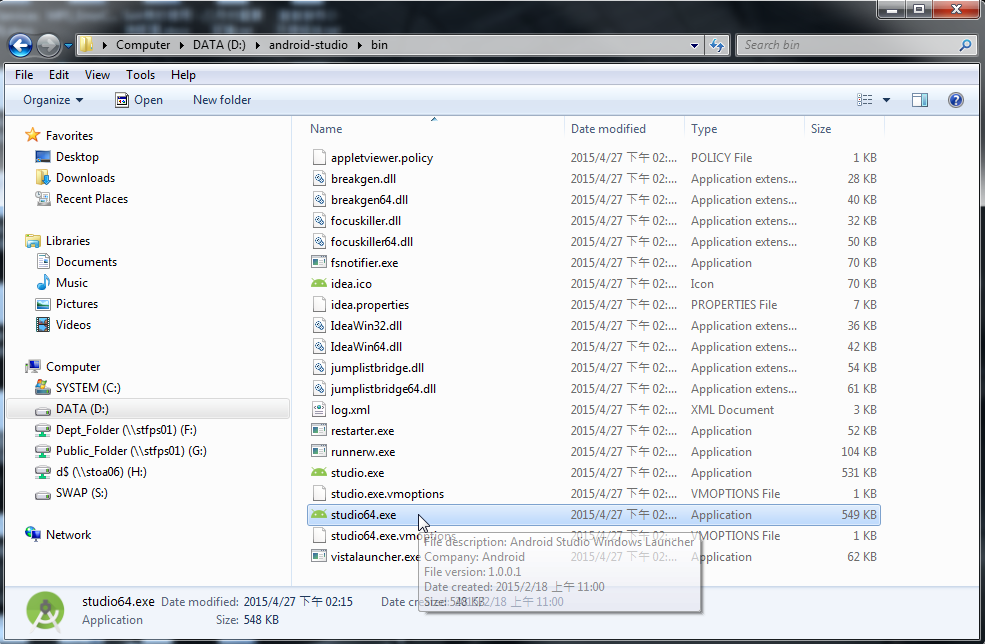 Computer ▸ DATA (D:) ▸ android-studio ▸ bin
Search bin
File Edit View Tools Help
Organize Open New folder
Favorites
Desktop
Downloads
Recent Places
Libraries
Documents
Music
Pictures
Videos
Computer
SYSTEM (C:)
DATA (D:)
Dept_Folder (\\stfps01) (F:)
Public_Folder (\\stfps01) (G:)
d$ (\\stoa06) (H:)
SWAP (S:)
Network
Name Date modified Type Size
appletviewer.policy 2015/4/27 下午 02:... POLICY File 1 KB
breakgen.dll 2015/4/27 下午 02:... Application extens... 28 KB
breakgen64.dll 2015/4/27 下午 02:... Application extens... 40 KB
focuskiller.dll 2015/4/27 下午 02:... Application extens... 32 KB
focuskiller64.dll 2015/4/27 下午 02:... Application extens... 50 KB
fsnotifier.exe 2015/4/27 下午 02:... Application 70 KB
idea.ico 2015/4/27 下午 02:... Icon 70 KB
idea.properties 2015/4/27 下午 02:... PROPERTIES File 7 KB
IdeaWin32.dll 2015/4/27 下午 02:... Application extens... 36 KB
IdeaWin64.dll 2015/4/27 下午 02:... Application extens... 42 KB
jumplistbridge.dll 2015/4/27 下午 02:... Application extens... 54 KB
jumplistbridge64.dll 2015/4/27 下午 02:... Application extens... 61 KB
log.xml 2015/4/27 下午 02:... XML Document 3 KB
restarter.exe 2015/4/27 下午 02:... Application 52 KB
runnerw.exe 2015/4/27 下午 02:... Application 104 KB
studio.exe 2015/4/27 下午 02:... Application 531 KB
studio.exe.vmoptions 2015/4/27 下午 02:... VMOPTIONS File 1 KB
studio64.exe 2015/4/27 下午 02:... Application 549 KB
studio64.exe.vmoptions 2015/4/27 下午 02:... VMOPTIONS File 1 KB
vistalauncher.exe Application 62 KB
File description: Android Studio Windows Launcher
Company: Android
File version: 1.0.0.1
Date created: 2015/2/18 上午 11:00
Size: 548 KB
studio64.exe Date modified: 2015/4/27 下午 02:15 Date created: 2015/2/18 上午 11:00
Application Size: 548 KB